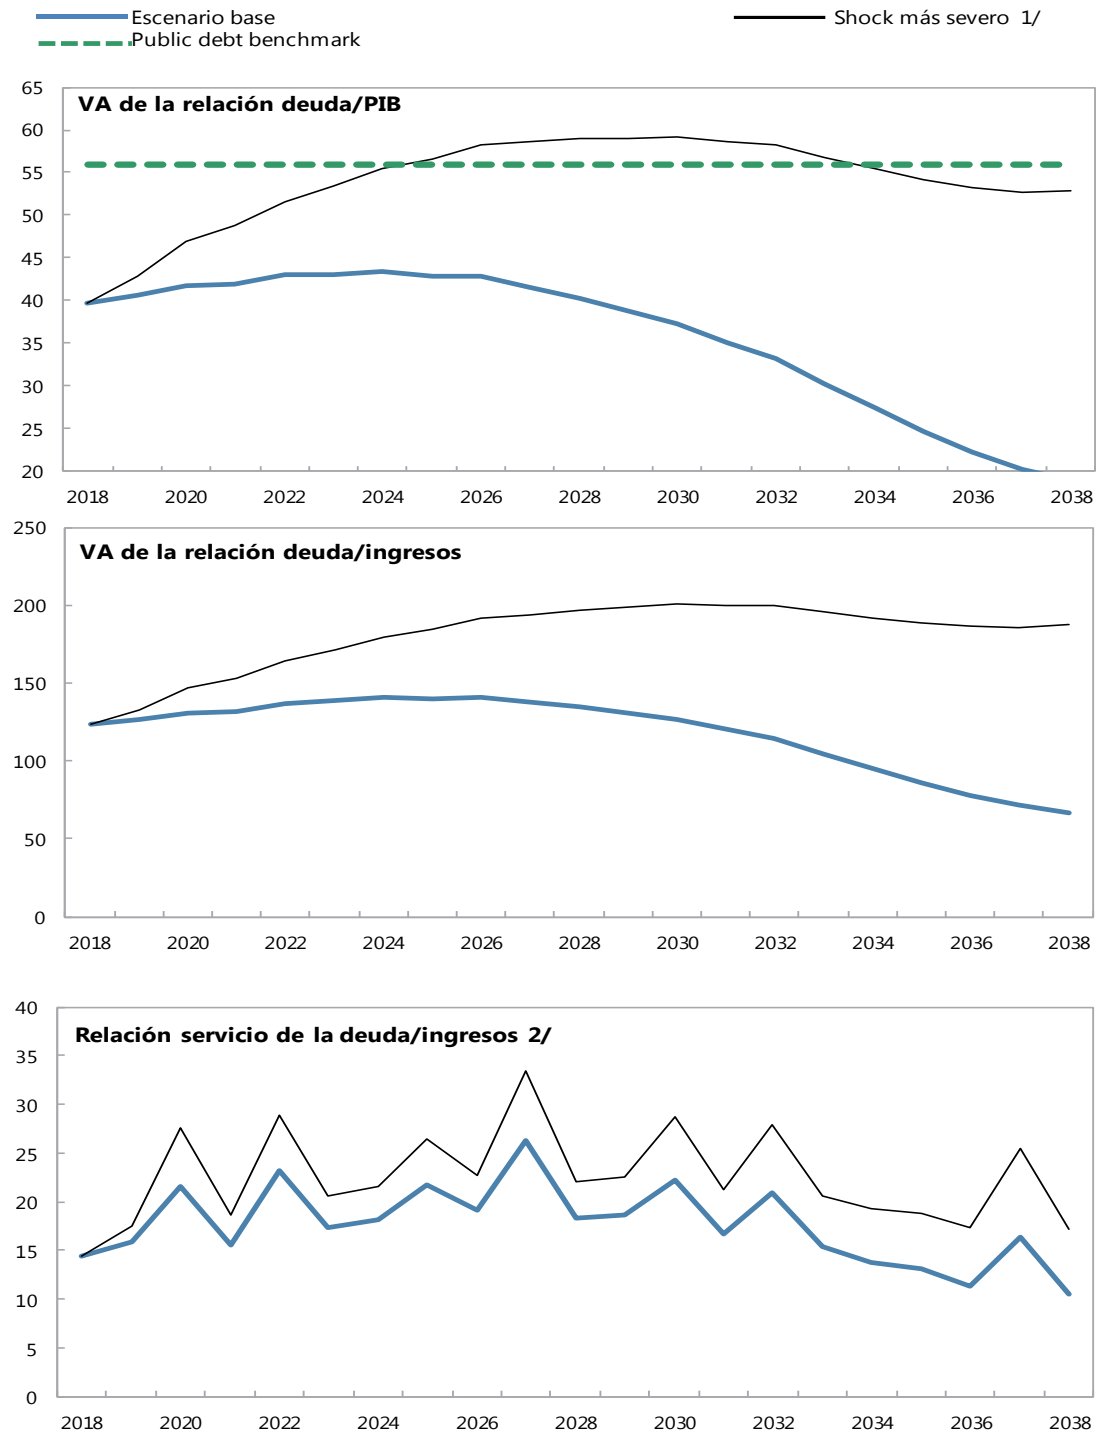 Escenario base
Shock más severo 1/
Public debt benchmark
VA de la relación deuda/PIB
65
60
55
50
45
40
35
30
25
20
2018 2020 2022 2024 2026 2028 2030 2032 2034 2036 2038
VA de la relación deuda/ingresos
250
200
150
100
50
0
2018 2020 2022 2024 2026 2028 2030 2032 2034 2036 2038
Relación servicio de la deuda/ingresos 2/
40
35
30
25
20
15
10
5
0
2018 2020 2022 2024 2026 2028 2030 2032 2034 2036 2038